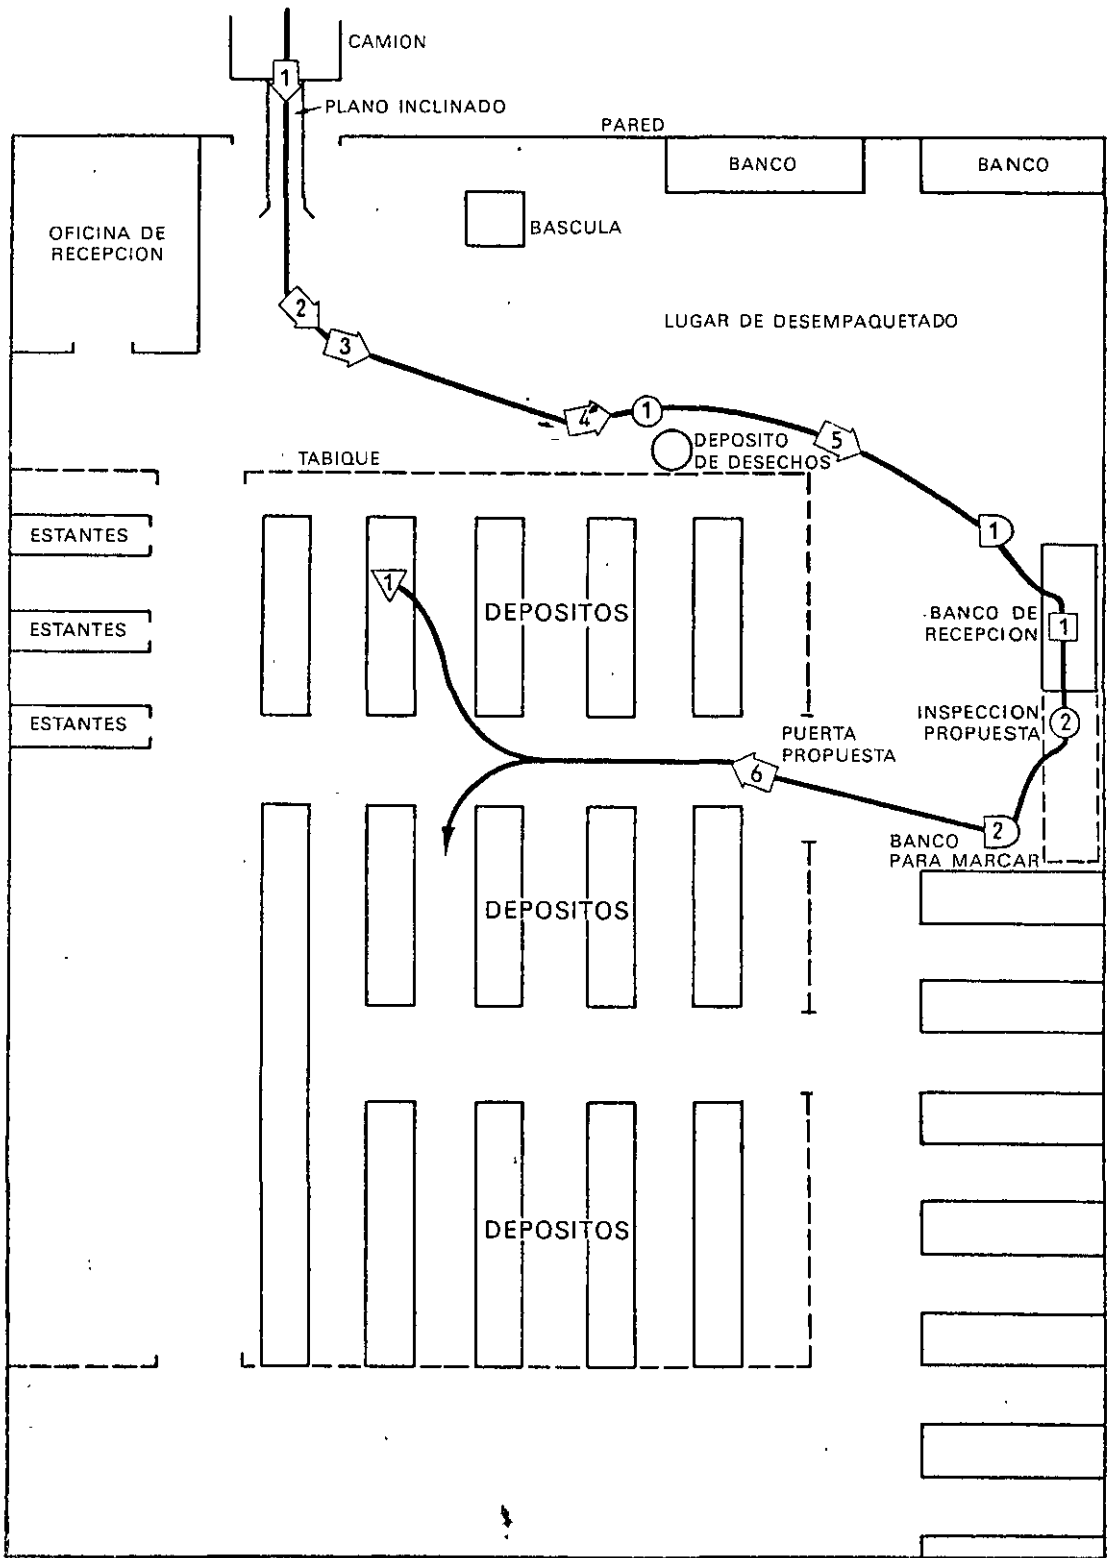 CAMION
1
PLANO INCLINADO
PARED
BANCO
BANCO
OFICINA DE
RECEPCION
BASCULA
2
3
LUGAR DE DESEMPAQUETADO
4
1
5
DEPOSITO
DE DESECHOS
TABIQUE
1
ESTANTES
1
DEPOSITOS
BANCO DE
RECEPCION
1
ESTANTES
ESTANTES
INSPECCION
PROPUESTA
2
PUERTA
PROPUESTA
6
2
BANCO
PARA MARCAR
DEPOSITOS
DEPOSITOS